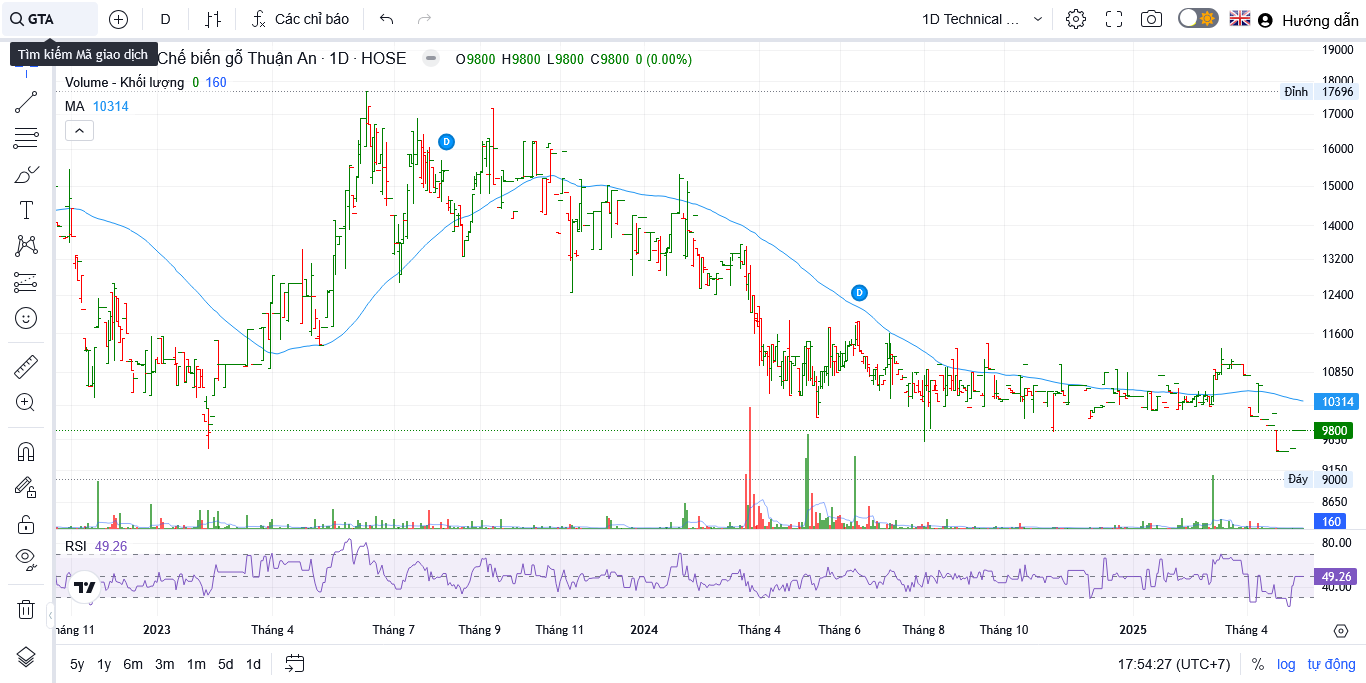 GTA D Các chỉ báo 1D Technical ... Hướng dẫn
Tìm kiếm Mã giao dịch
Chế biến gỗ Thuận An · 1D · HOSE O9800 H9800 L9800 C9800 0 (0.00%)
Volume - Khối lượng 0 160
MA 10314
19000
18000
Đỉnh 17696
17000
16000
15000
14000
13200
12400
11600
10850
10314
9800
9650
9150
Đáy 9000
8650
160
D
D
RSI 49.26
80.00
49.26
40.00
háng 11 2023 Tháng 4 Tháng 7 Tháng 9 Tháng 11 2024 Tháng 4 Tháng 6 Tháng 8 Tháng 10 2025 Tháng 4
5y 1y 6m 3m 1m 5d 1d 17:54:27 (UTC+7) % log tự động